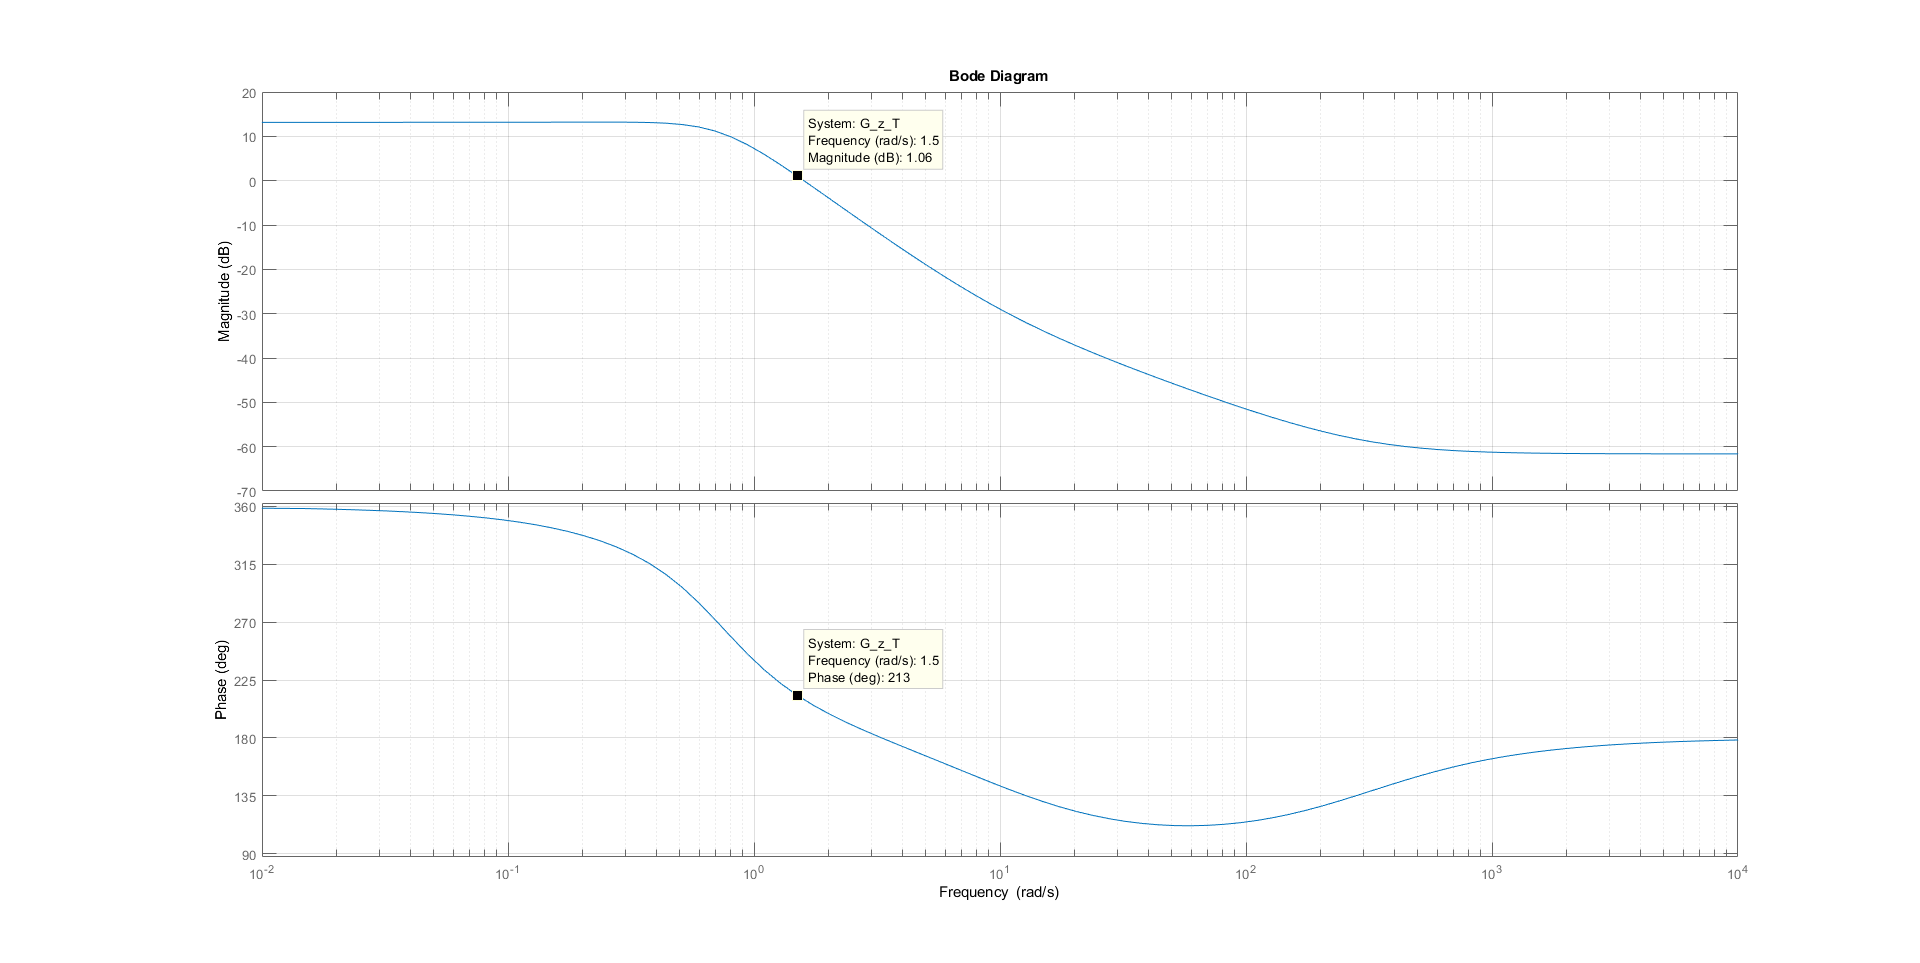 Bode Diagram
20
10
0
-10
-20
-30
-40
-50
-60
-70
Magnitude (dB)
System: G_z_T
Frequency (rad/s): 1.5
Magnitude (dB): 1.06
360
315
270
225
180
135
90
Phase (deg)
System: G_z_T
Frequency (rad/s): 1.5
Phase (deg): 213
10^-2 10^-1 10^0 10^1 10^2 10^3 10^4
Frequency (rad/s)